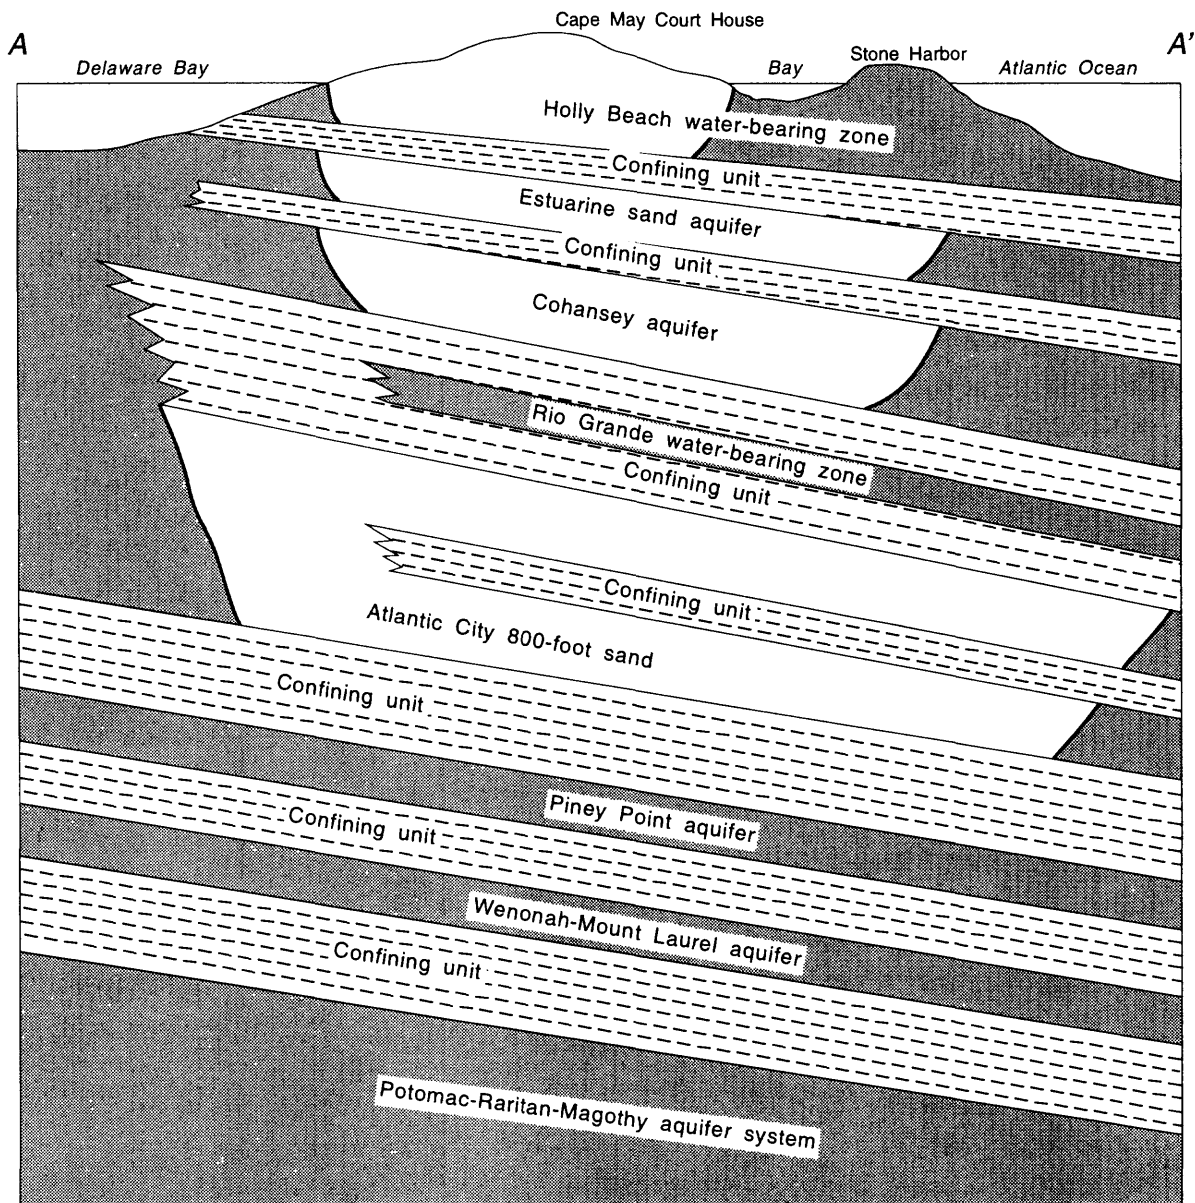 Cape May Court House
A
A'
Delaware Bay
Bay
Stone Harbor
Atlantic Ocean
Holly Beach water-bearing zone
Confining unit
Estuarine sand aquifer
Confining unit
Cohansey aquifer
Rio Grande water-bearing zone
Confining unit
Confining unit
Atlantic City 800-foot sand
Confining unit
Piney Point aquifer
Confining unit
Wenonah-Mount Laurel aquifer
Confining unit
Potomac-Raritan-Magothy aquifer system